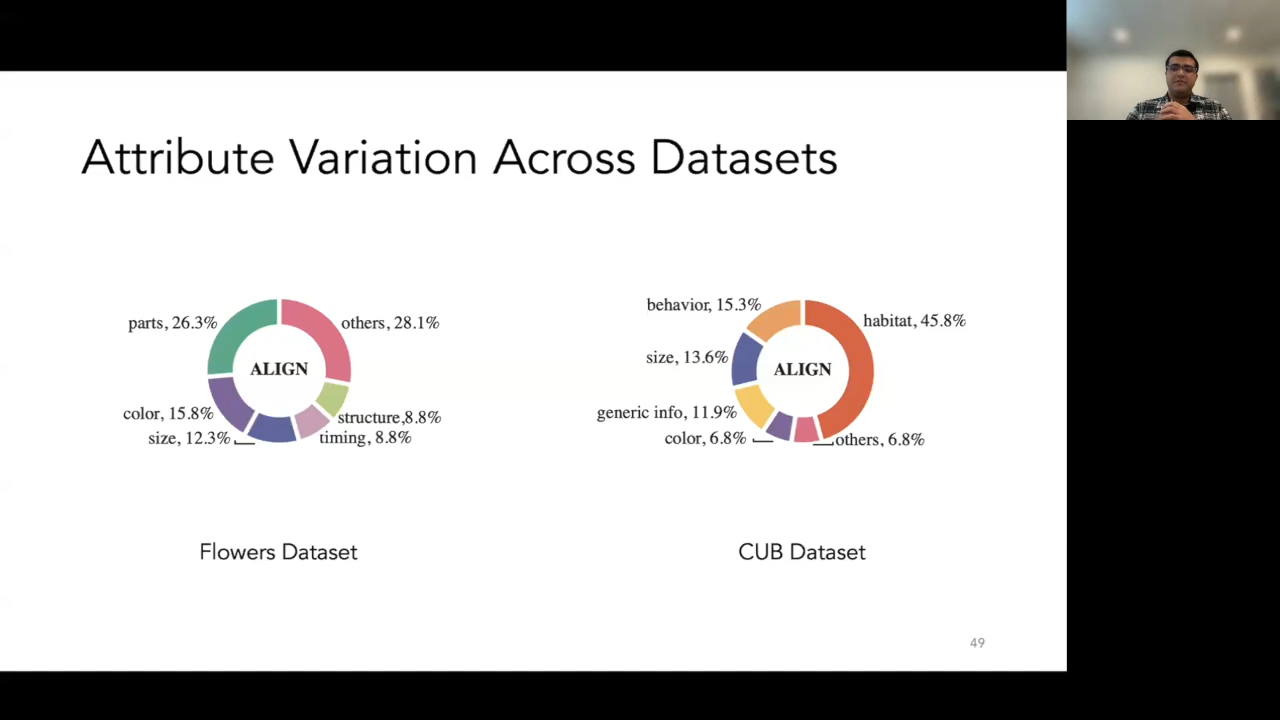 Attribute Variation Across Datasets
parts, 26.3%
others, 28.1%
ALIGN
color, 15.8%
structure,8.8%
size, 12.3%
timing, 8.8%
Flowers Dataset
behavior, 15.3%
habitat, 45.8%
size, 13.6%
ALIGN
generic info, 11.9%
color, 6.8%
others, 6.8%
CUB Dataset
49